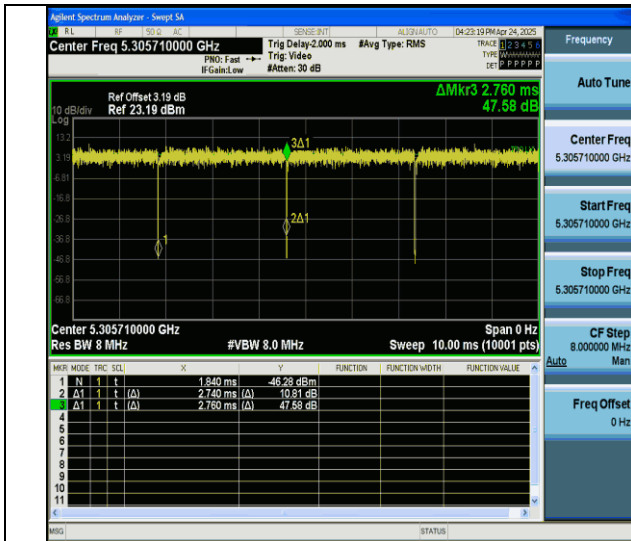 Agilent Spectrum Analyzer - Swept SA
RL RF 50 Ω AC SENSE:INT ALIGNAUTO 04:23:19 PM Apr 24, 2025
Center Freq 5.305710000 GHz
PNO: Fast
IFGain:Low
Trig Delay-2.000 ms
Trig: Video
#Atten: 30 dB
#Avg Type: RMS
TRACE 1 2 3 4 5 6
TYPE WWWWWW
DET P P P P P P
Ref Offset 3.19 dB
10 dB/div Ref 23.19 dBm
Log
ΔMkr3 2.760 ms
47.58 dB
13.2
3.19
-6.81
-16.8
-26.8
-36.8
-46.8
-56.8
-66.8
3Δ1
2Δ1
1
Center 5.305710000 GHz Span 0 Hz
Res BW 8 MHz #VBW 8.0 MHz Sweep 10.00 ms (10001 pts)
MKR MODE TRC SCL X Y FUNCTION FUNCTION WIDTH FUNCTION VALUE
1 N 1 t 1.840 ms -46.28 dBm
2 Δ1 1 t (Δ) 2.740 ms (Δ) 10.81 dB
3 Δ1 1 t (Δ) 2.760 ms (Δ) 47.58 dB
4
5
6
7
8
9
10
11
MSG STATUS
Frequency
Auto Tune
Center Freq
5.305710000 GHz
Start Freq
5.305710000 GHz
Stop Freq
5.305710000 GHz
CF Step
8.000000 MHz
Auto Man
Freq Offset
0 Hz